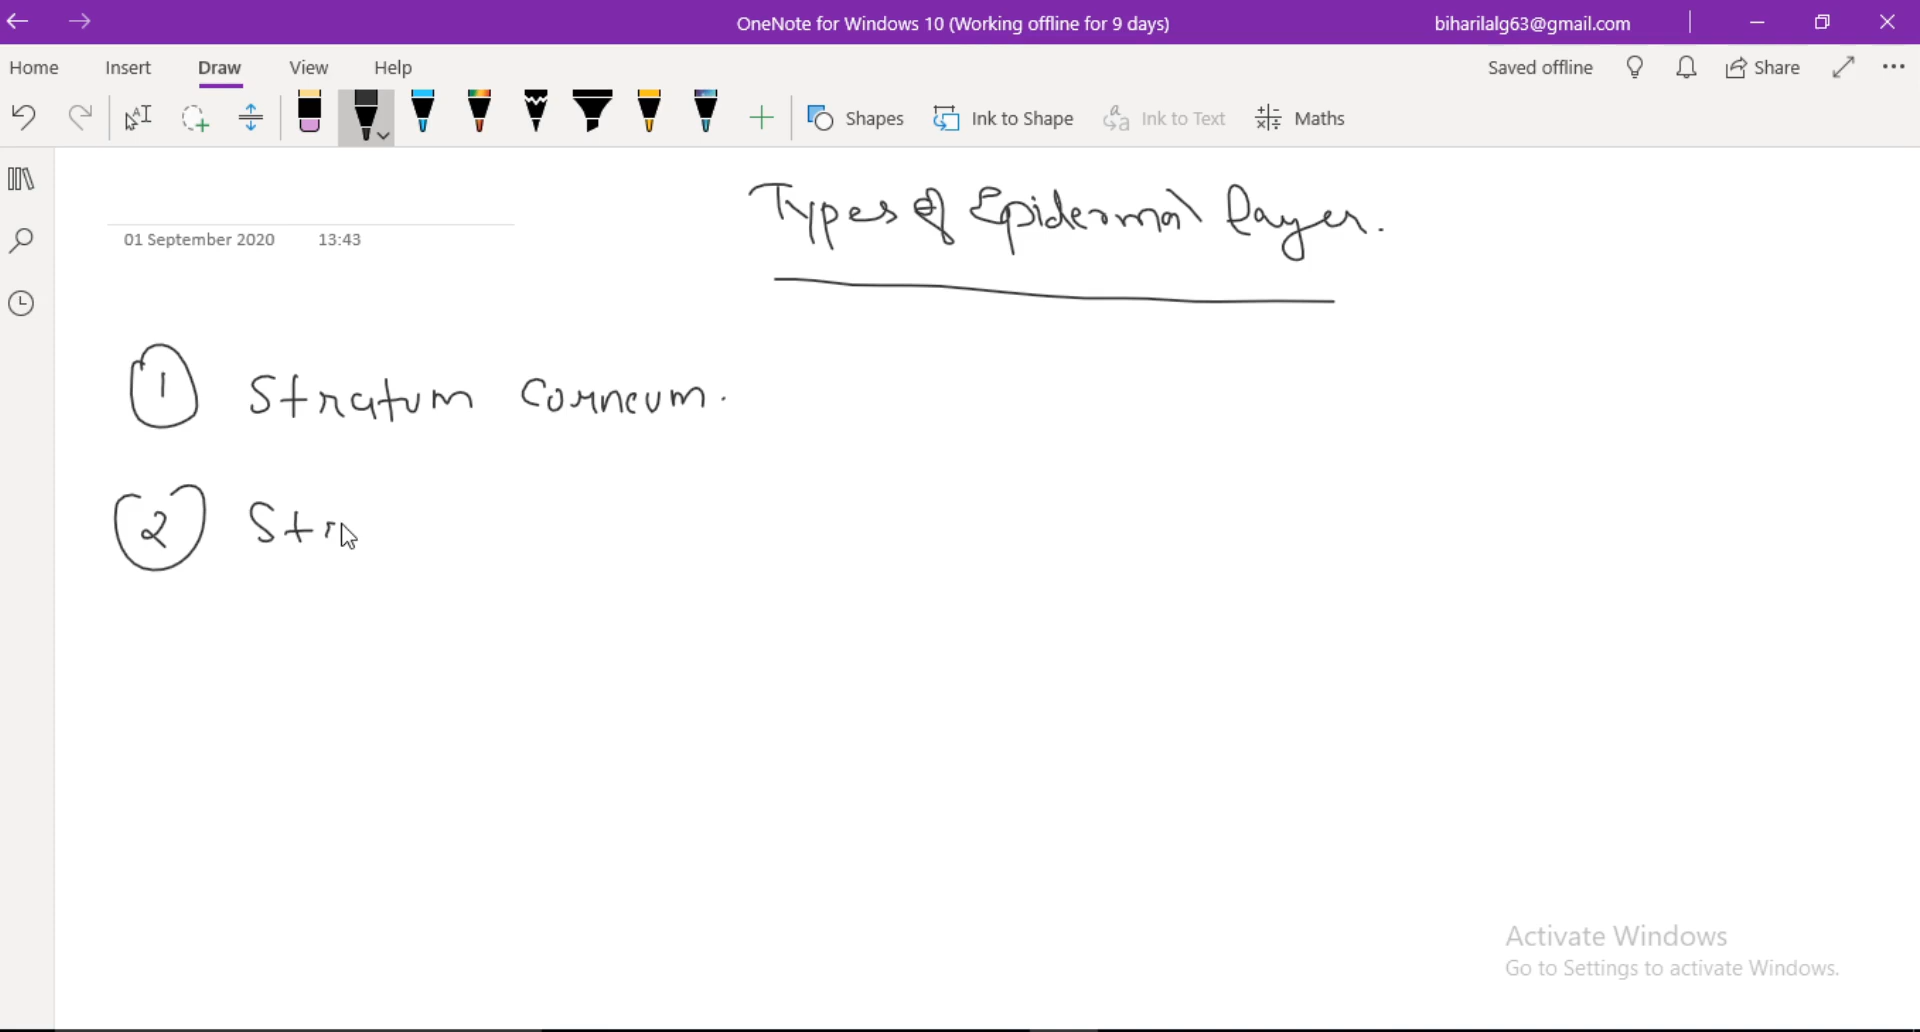 OneNote for Windows 10 (Working offline for 9 days) biharilalg63@gmail.com
Home Insert Draw View Help Saved offline Share
Shapes Ink to Shape Ink to Text Maths
Types of Epidermal layer.
01 September 2020 13:43
1 Stratum Corneum.
2 Str
Activate Windows
Go to Settings to activate Windows.